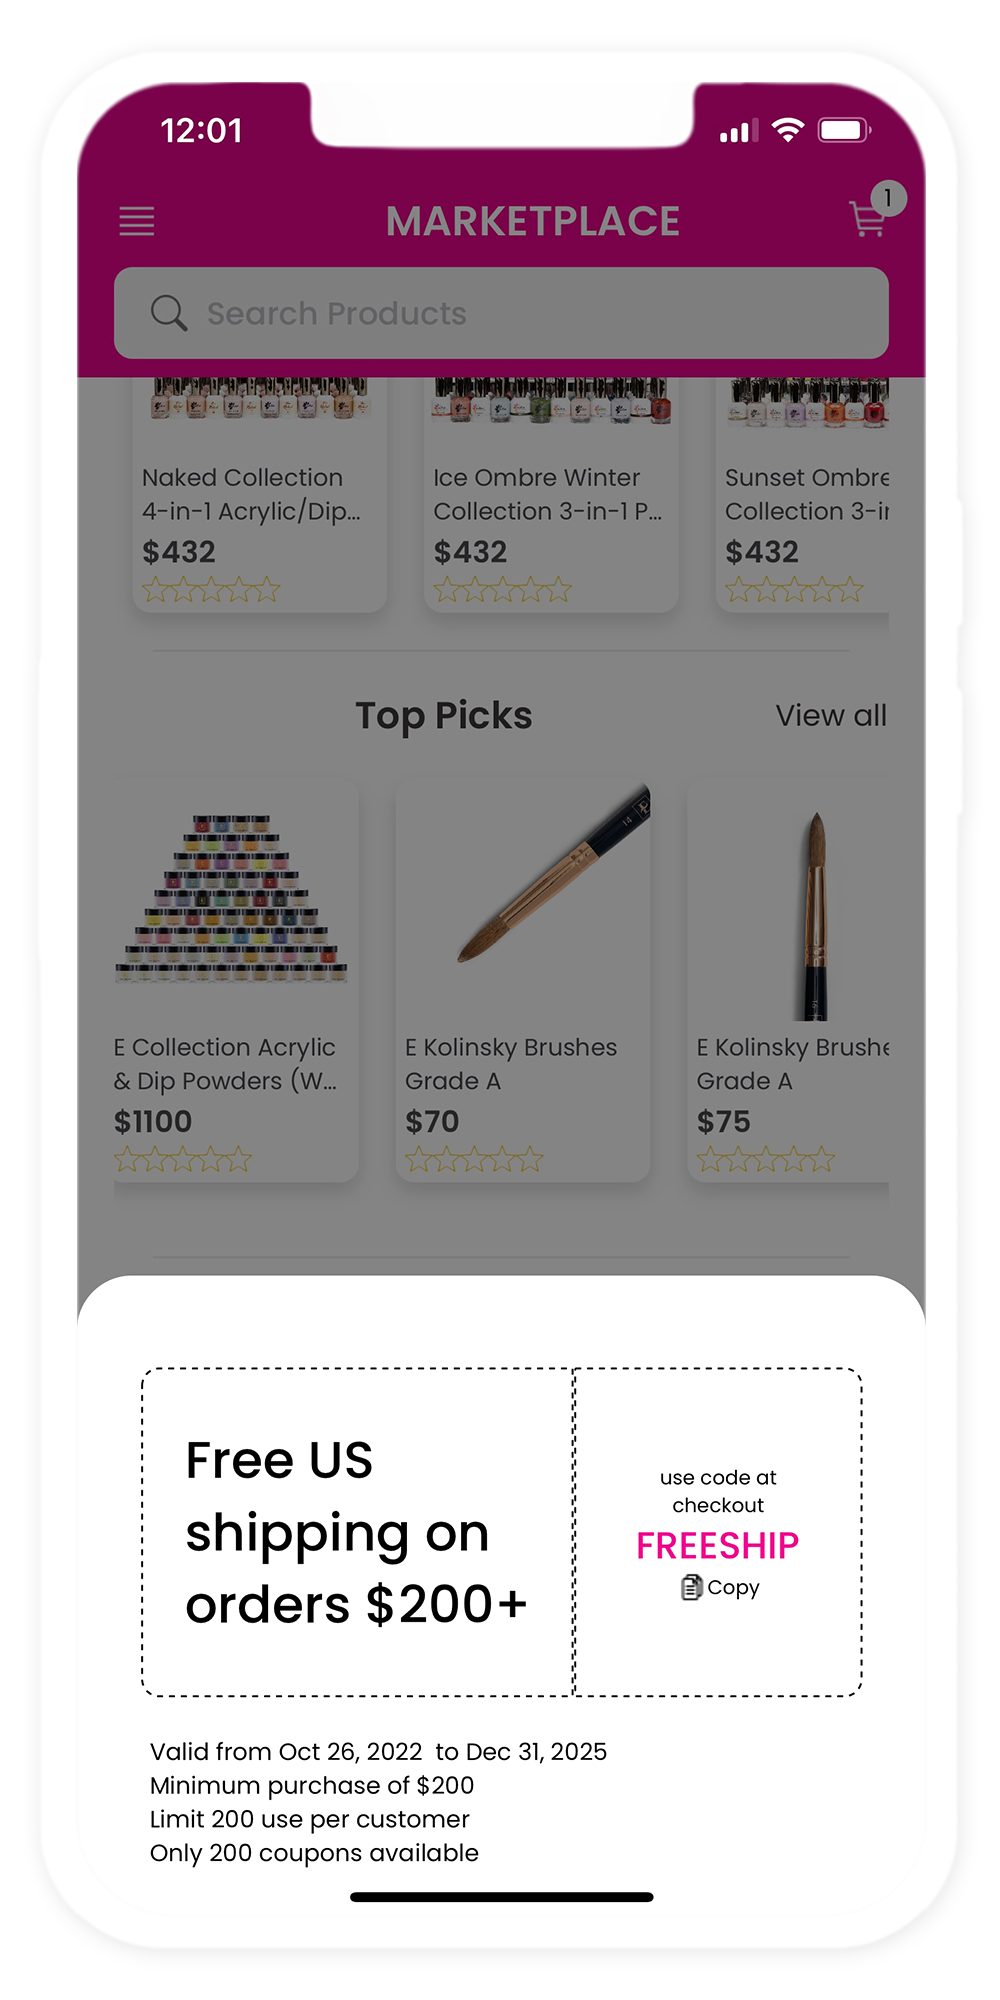 12:01
MARKETPLACE
1
Search Products
Naked Collection
4-in-1 Acrylic/Dip...
$432
Ice Ombre Winter
Collection 3-in-1 P...
$432
Sunset Ombre
Collection 3-in
$432
Top Picks
View all
E Collection Acrylic
& Dip Powders (W...
$1100
14
E Kolinsky Brushes
Grade A
$70
E Kolinsky Brushe
Grade A
$75
Free US
shipping on
orders $200+
use code at
checkout
FREESHIP
Copy
Valid from Oct 26, 2022 to Dec 31, 2025
Minimum purchase of $200
Limit 200 use per customer
Only 200 coupons available